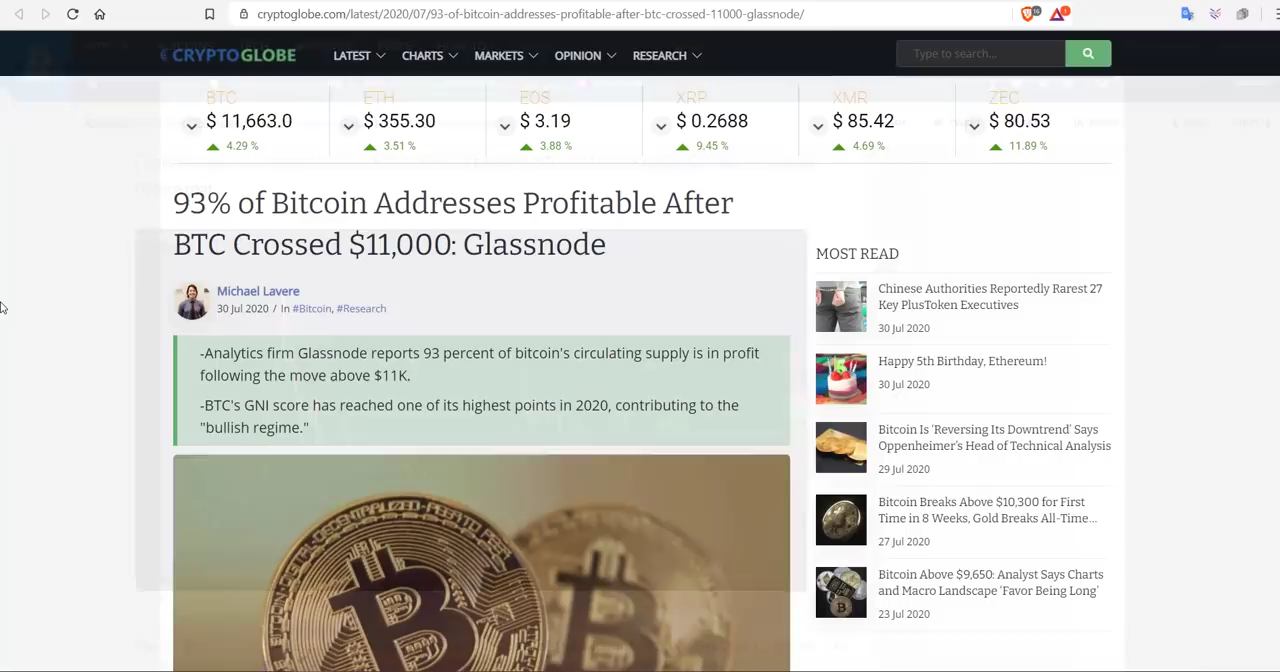 cryptoglobe.com/latest/2020/07/93-of-bitcoin-addresses-profitable-after-btc-crossed-11000-glassnode/
CRYPTOGLOBE
LATEST
CHARTS
MARKETS
OPINION
RESEARCH
Type to search...
BTC
$ 11,663.0
4.29 %
ETH
$ 355.30
3.51 %
EOS
$ 3.19
3.88 %
XRP
$ 0.2688
9.45 %
XMR
$ 85.42
4.69 %
ZEC
$ 80.53
11.89 %
93% of Bitcoin Addresses Profitable After
BTC Crossed $11,000: Glassnode
Michael Lavere
30 Jul 2020 / In #Bitcoin, #Research
-Analytics firm Glassnode reports 93 percent of bitcoin's circulating supply is in profit
following the move above $11K.
-BTC's GNI score has reached one of its highest points in 2020, contributing to the
"bullish regime."
MOST READ
Chinese Authorities Reportedly Rarest 27
Key PlusToken Executives
30 Jul 2020
Happy 5th Birthday, Ethereum!
30 Jul 2020
Bitcoin Is ‘Reversing Its Downtrend’ Says
Oppenheimer’s Head of Technical Analysis
29 Jul 2020
Bitcoin Breaks Above $10,300 for First
Time in 8 Weeks, Gold Breaks All-Time...
27 Jul 2020
Bitcoin Above $9,650: Analyst Says Charts
and Macro Landscape ‘Favor Being Long’
23 Jul 2020